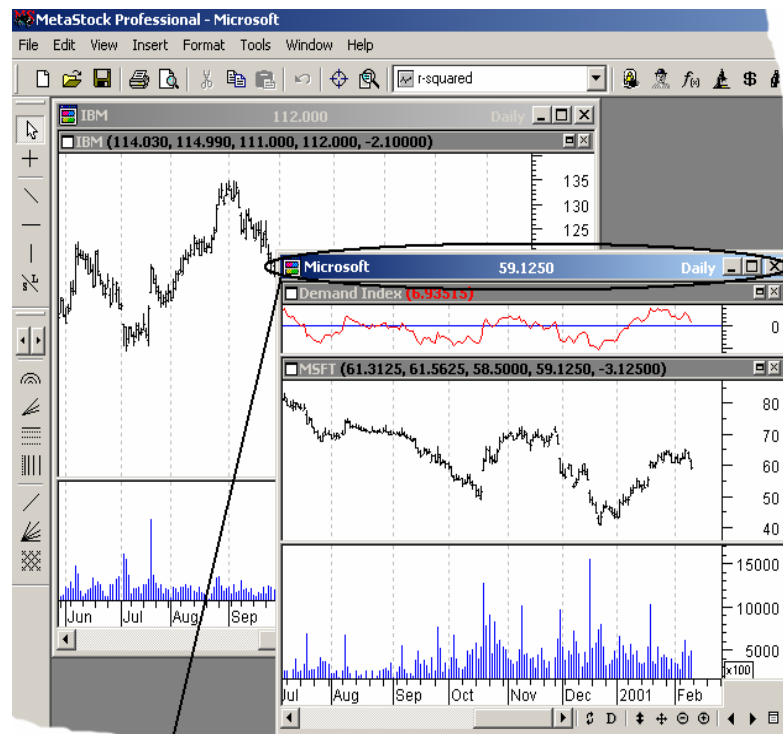 MetaStock Professional - Microsoft
File Edit View Insert Format Tools Window Help
r-squared
IBM 112.000 Daily
IBM (114.030, 114.990, 111.000, 112.000, -2.10000)
135
130
125
Microsoft 59.1250 Daily
Demand Index (6.93515)
0
MSFT (61.3125, 61.5625, 58.5000, 59.1250, -3.12500)
80
70
50
40
15000
10000
5000
x100
Jun Jul Aug Sep
Jul Aug Sep Oct Nov Dec 2001 Feb
D